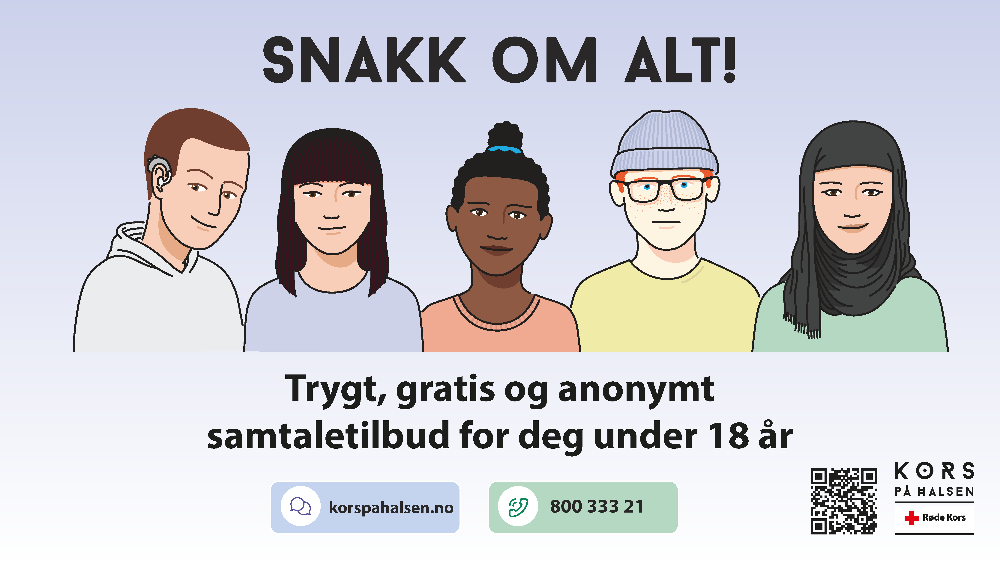 SNAKK OM ALT!
Trygt, gratis og anonymt
samtaletilbud for deg under 18 år
korspahalsen.no
800 333 21
KORS
PÅ HALSEN
Røde Kors